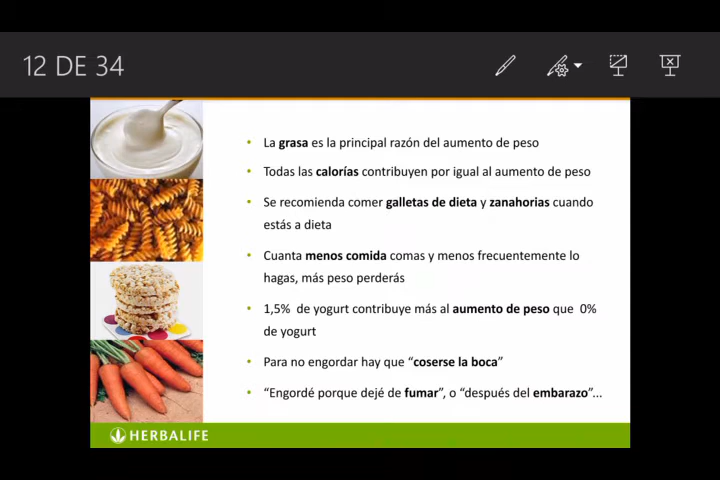 12 DE 34
• La grasa es la principal razón del aumento de peso
• Todas las calorías contribuyen por igual al aumento de peso
• Se recomienda comer galletas de dieta y zanahorias cuando
estás a dieta
• Cuanta menos comida comas y menos frecuentemente lo
hagas, más peso perderás
• 1,5% de yogurt contribuye más al aumento de peso que 0%
de yogurt
• Para no engordar hay que “coserse la boca”
• “Engordé porque dejé de fumar”, o “después del embarazo”...
HERBALIFE